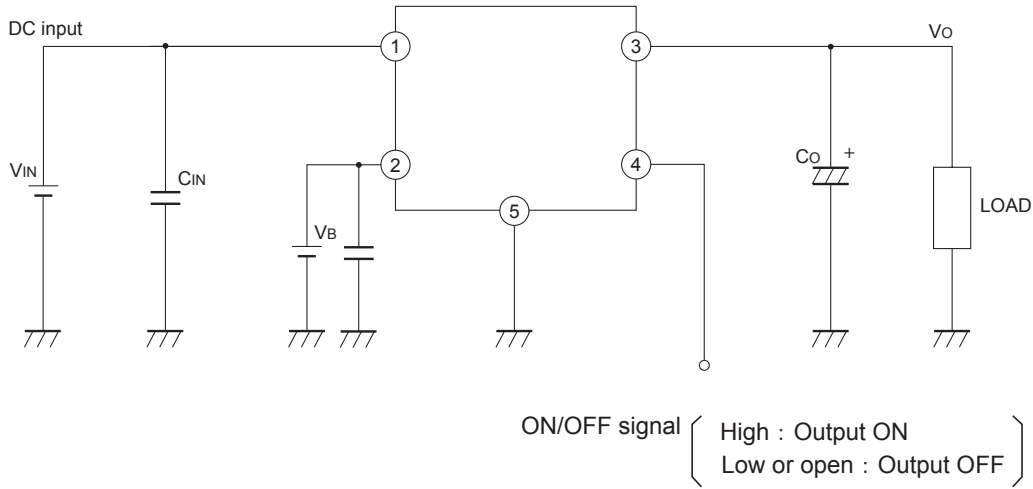 DC input
VO
1
3
2
4
VIN
CIN
CO
+
VB
5
LOAD
ON/OFF signal
High : Output ON
Low or open : Output OFF